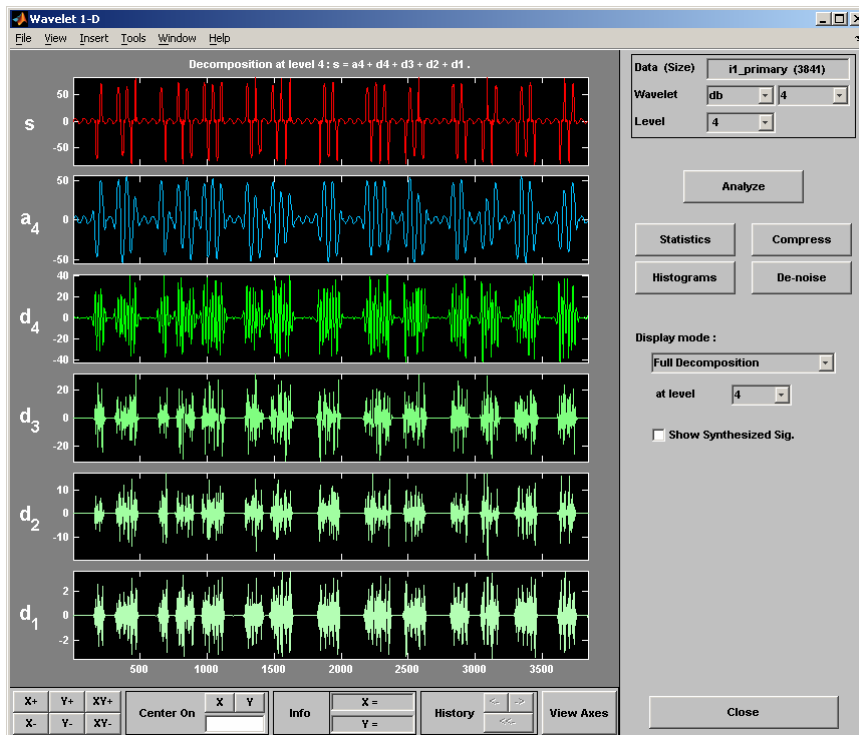 Wavelet 1-D
File View Insert Tools Window Help
Decomposition at level 4 : s = a4 + d4 + d3 + d2 + d1 .
s
50
0
-50
a4
50
0
-50
d4
40
20
0
-20
-40
d3
20
0
-20
d2
10
0
-10
d1
2
0
-2
500 1000 1500 2000 2500 3000 3500
Data (Size) i1_primary (3841)
Wavelet db 4
Level 4
Analyze
Statistics Compress
Histograms De-noise
Display mode :
Full Decomposition
at level 4
Show Synthesized Sig.
X+ Y+ XY+
X- Y- XY-
Center On X Y
Info X =
Y =
History <- ->
<<-
View Axes
Close